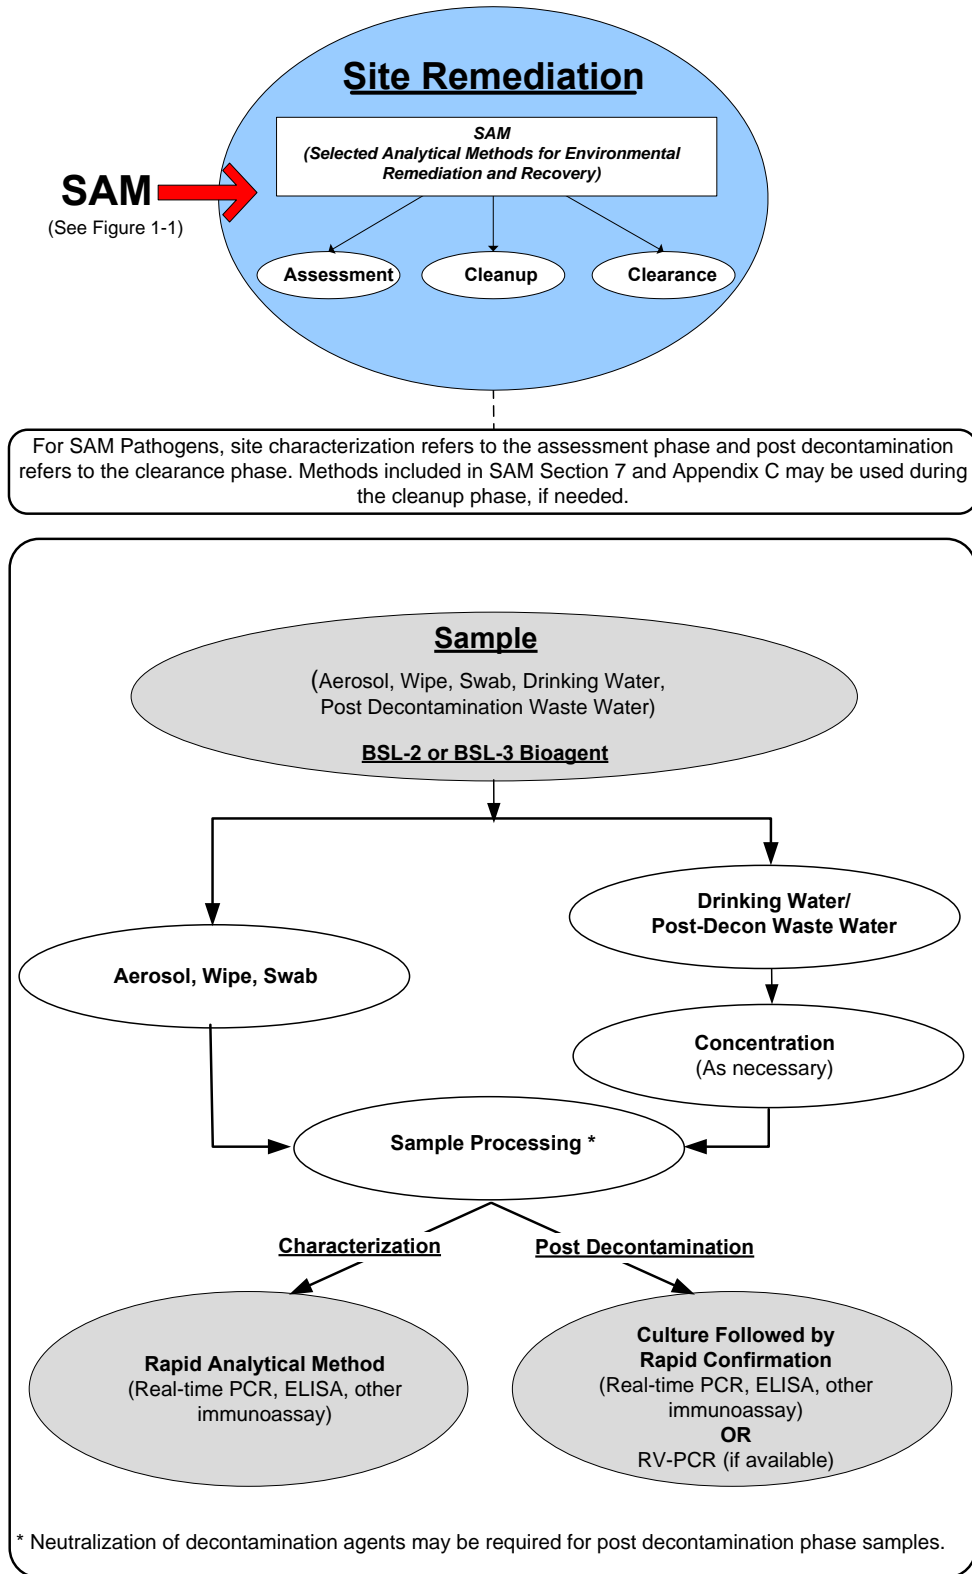 Site Remediation
SAM
(Selected Analytical Methods for Environmental
Remediation and Recovery)
SAM
(See Figure 1-1)
Assessment
Cleanup
Clearance
For SAM Pathogens, site characterization refers to the assessment phase and post decontamination
refers to the clearance phase. Methods included in SAM Section 7 and Appendix C may be used during
the cleanup phase, if needed.
Sample
(Aerosol, Wipe, Swab, Drinking Water,
Post Decontamination Waste Water)
BSL-2 or BSL-3 Bioagent
Drinking Water/
Post-Decon Waste Water
Aerosol, Wipe, Swab
Concentration
(As necessary)
Sample Processing *
Characterization
Post Decontamination
Rapid Analytical Method
(Real-time PCR, ELISA, other
immunoassay)
Culture Followed by
Rapid Confirmation
(Real-time PCR, ELISA, other
immunoassay)
OR
RV-PCR (if available)
* Neutralization of decontamination agents may be required for post decontamination phase samples.